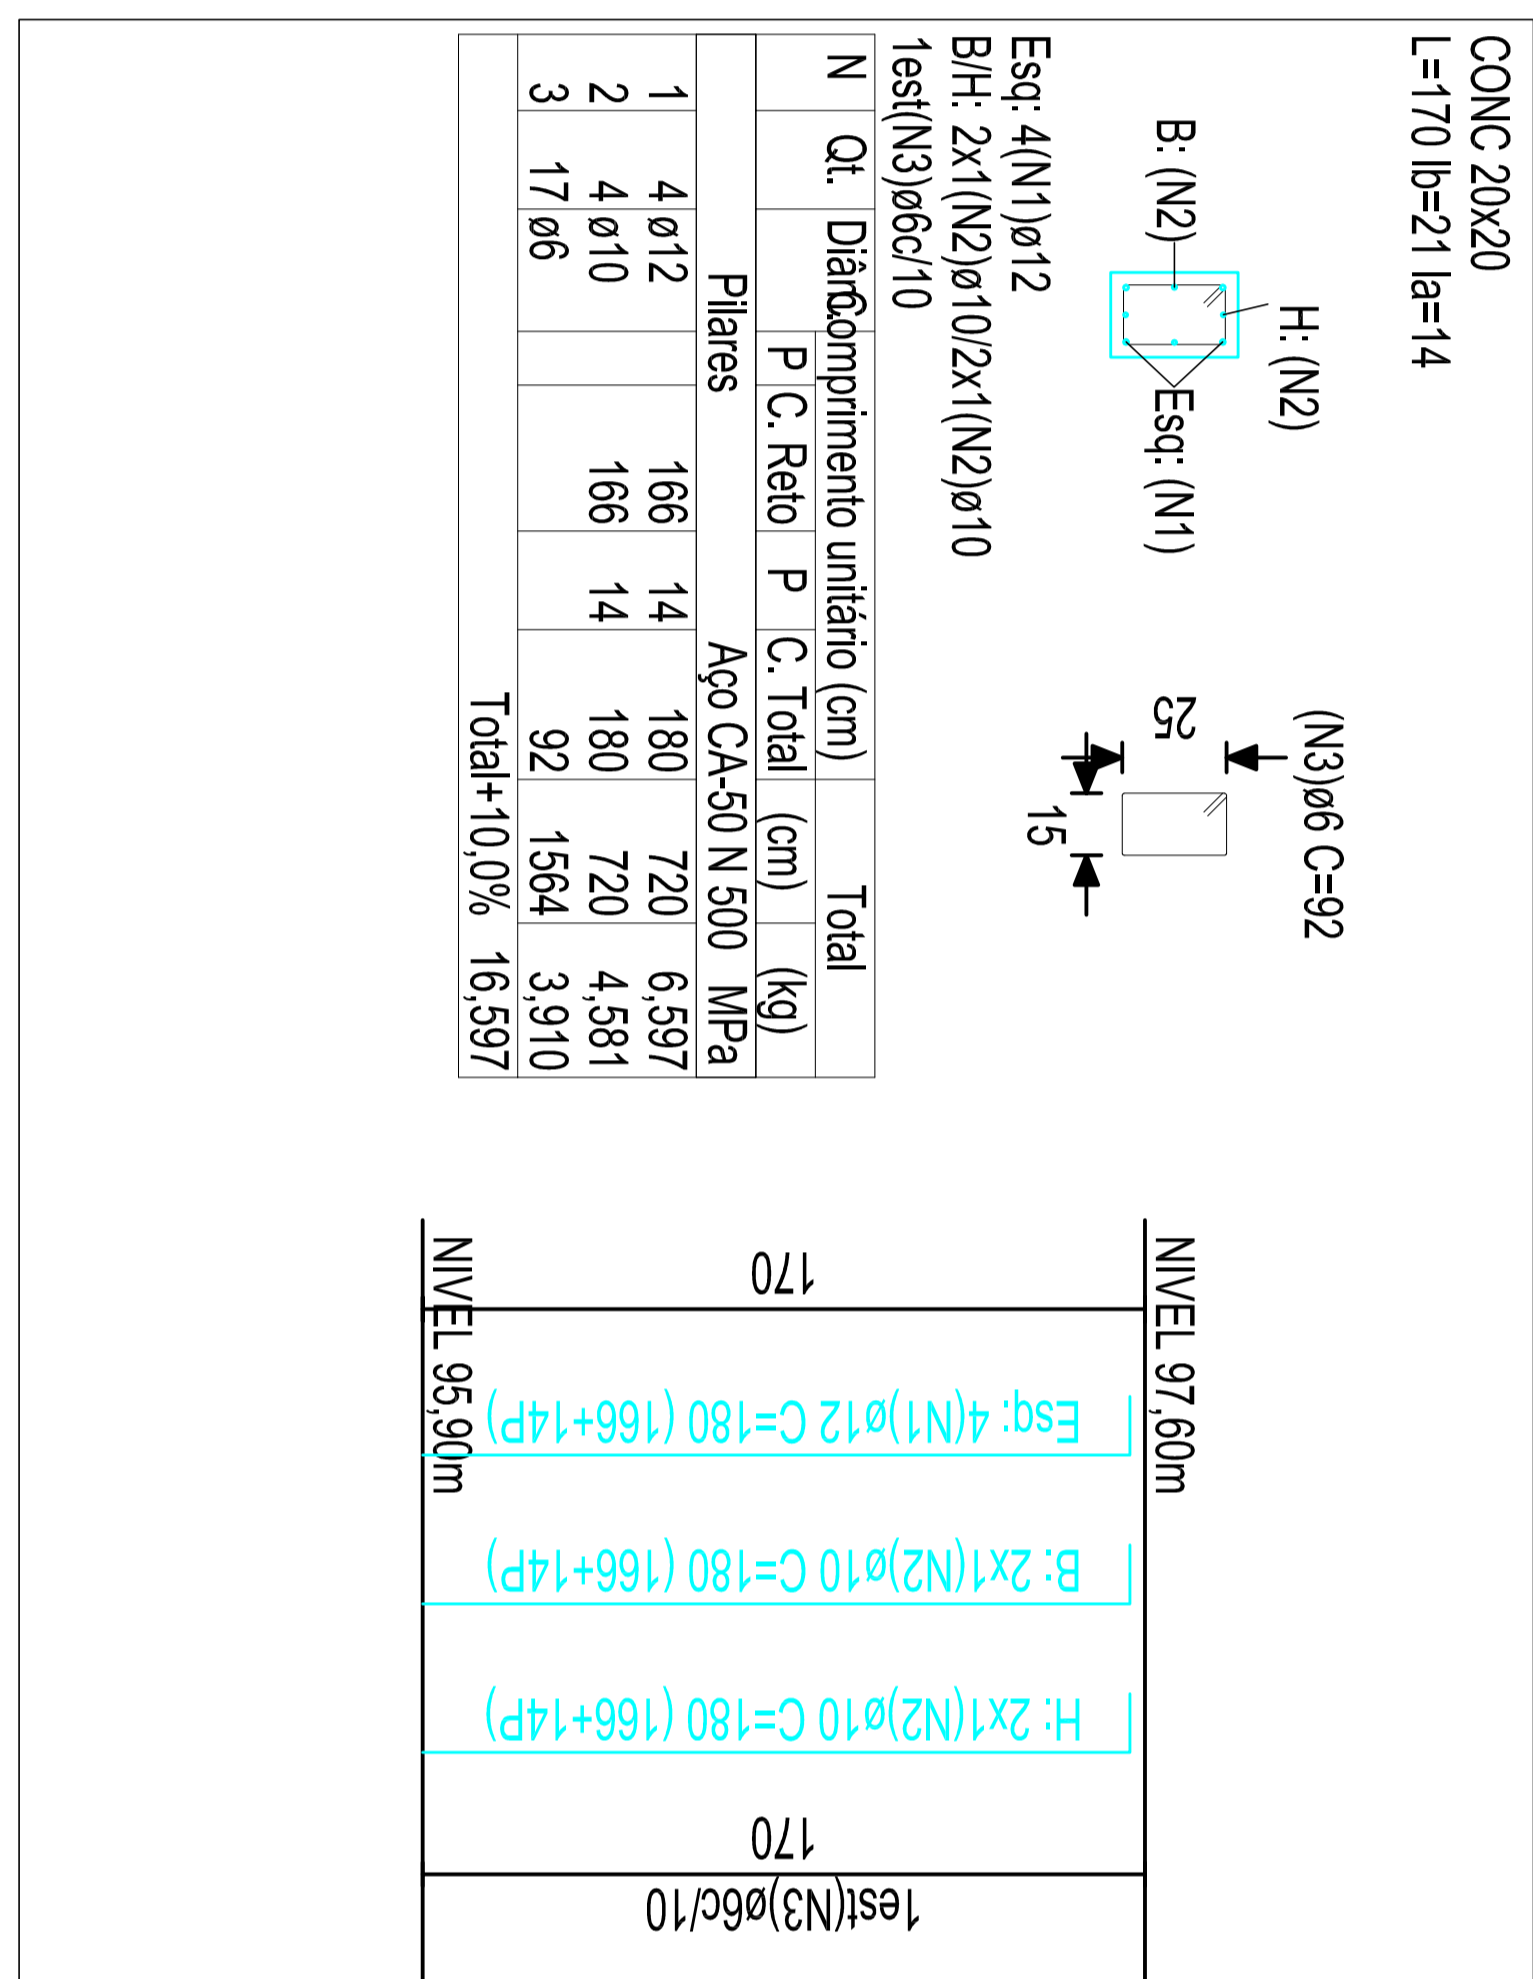 CONC 20x20
L=170 lb=21 la=14
H: (N2)
B: (N2)
Esq: (N1)
(N3)ø6 C=92
25
15
Esq: 4(N1)ø12
B/H: 2x1(N2)ø10/2x1(N2)ø10
1est(N3)ø6c/10
N Qt. Diâm. Comprimento unitário (cm) Total
P C. Reto P C. Total (cm) (kg)
Pilares Aço CA-50 N 500 MPa
1 4 ø12 166 14 180 720 6,597
2 4 ø10 166 14 180 720 4,581
3 17 ø6 92 1564 3,910
Total+10,0% 16,597
NIVEL 97,60m
170
Esq: 4(N1)ø12 C=180 (166+14P)
B: 2x1(N2)ø10 C=180 (166+14P)
H: 2x1(N2)ø10 C=180 (166+14P)
170
1est(N3)ø6c/10
NIVEL 95,90m